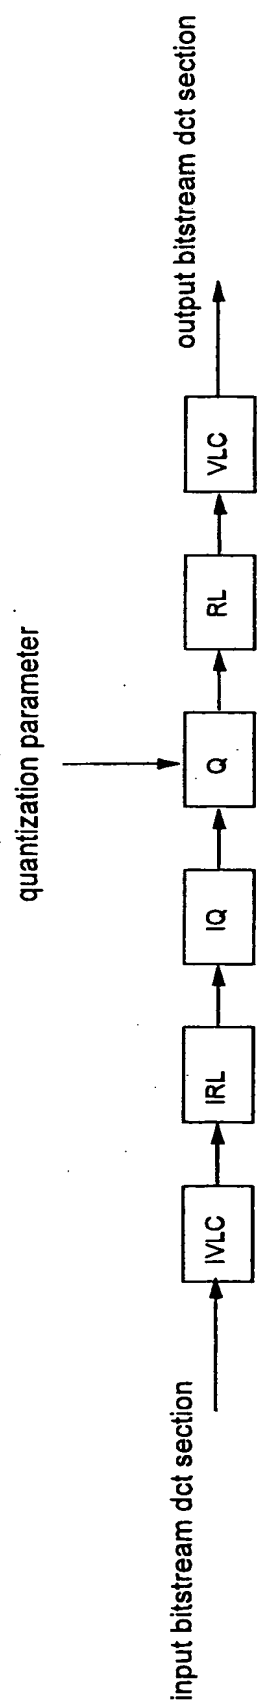 quantization parameter
input bitstream dct section
IVLC
IRL
IQ
Q
RL
VLC
output bitstream dct section